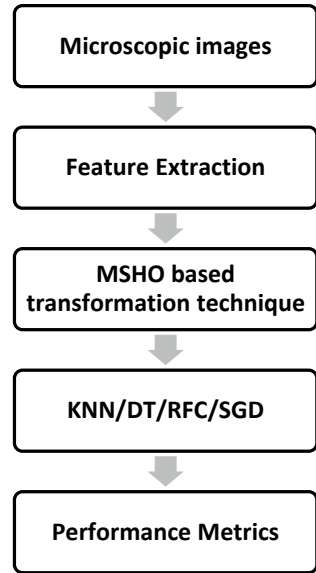 Microscopic images
Feature Extraction
MSHO based
transformation technique
KNN/DT/RFC/SGD
Performance Metrics